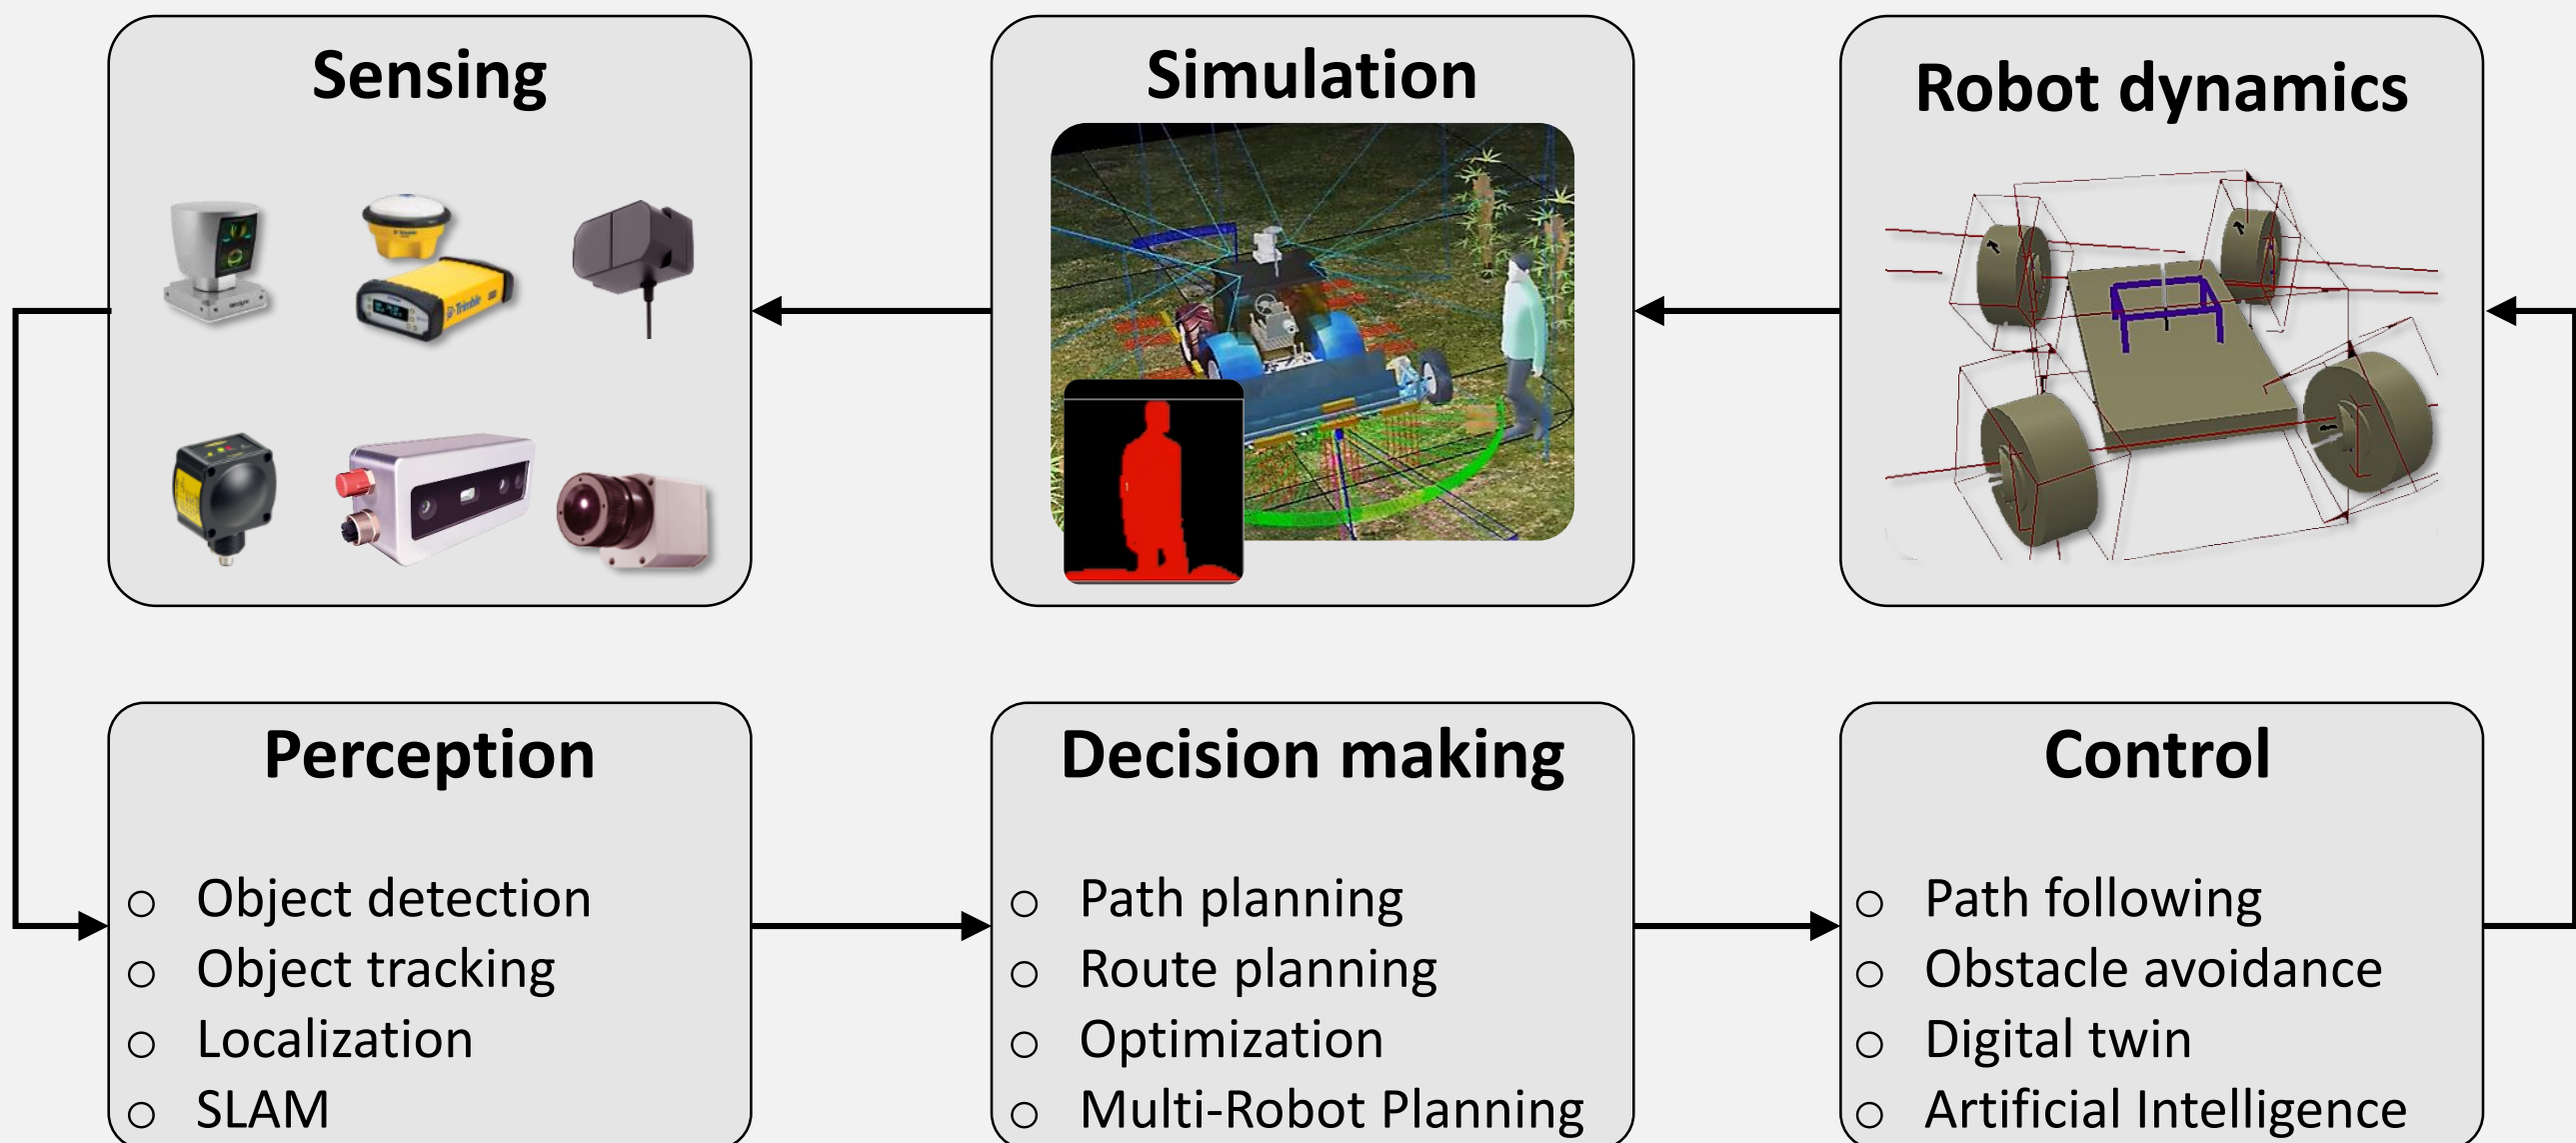 Sensing
Simulation
Robot dynamics
Trimble
Perception
Object detection
Object tracking
Localization
SLAM
Decision making
Path planning
Route planning
Optimization
Multi-Robot Planning
Control
Path following
Obstacle avoidance
Digital twin
Artificial Intelligence